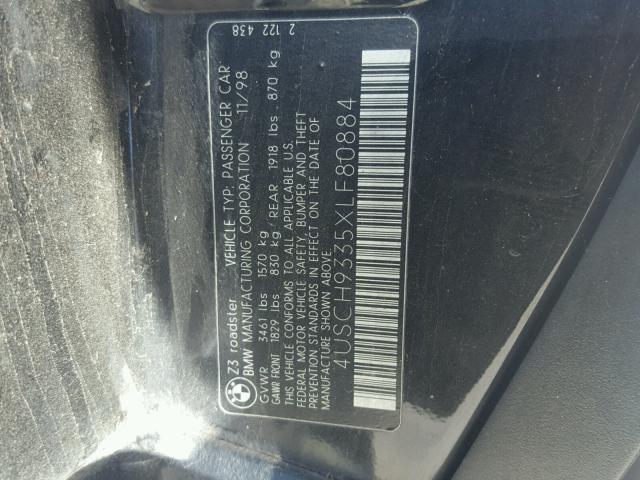 2 122 438
Z3 roadster VEHICLE TYP: PASSENGER CAR
BMW MANUFACTURING CORPORATION 11/98
GVWR 3461 lbs 1570 kg
GAWR FRONT 1829 lbs 830 kg REAR 1918 lbs 870 kg
THIS VEHICLE CONFORMS TO ALL APPLICABLE U.S.
FEDERAL MOTOR VEHICLE SAFETY, BUMPER AND THEFT
PREVENTION STANDARDS IN EFFECT ON THE DATE OF
MANUFACTURE SHOWN ABOVE.
4USCH9335XLF80884